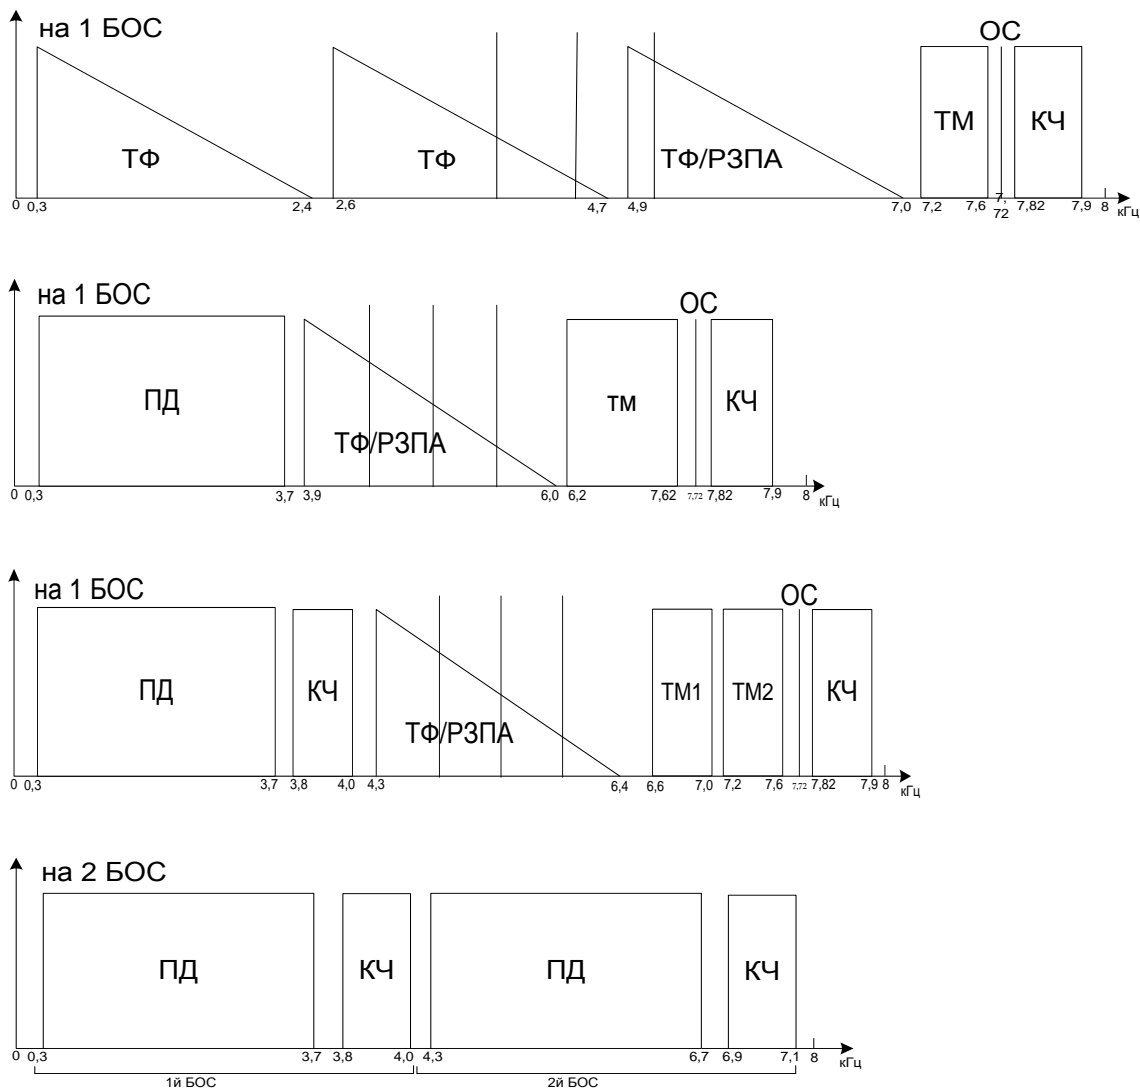 на 1 БОС
ОС
ТФ
ТФ
ТФ/РЗПА
ТМ
КЧ
0 0,3 2,4 2,6 4,7 4,9 7,0 7,2 7,6 7, 7,82 7,9 8
72
кГц
на 1 БОС
ОС
ПД
ТФ/РЗПА
тм
КЧ
0 0,3 3,7 3,9 6,0 6,2 7,62 7,72 7,82 7,9 8
кГц
на 1 БОС
ОС
ПД
КЧ
ТФ/РЗПА
ТМ1
ТМ2
КЧ
0 0,3 3,7 3,8 4,0 4,3 6,4 6,6 7,0 7,2 7,6 7,72 7,82 7,9 8
кГц
на 2 БОС
ПД
КЧ
ПД
КЧ
0 0,3 3,7 3,8 4,0 4,3 6,7 6,9 7,1 8
кГц
1й БОС
2й БОС